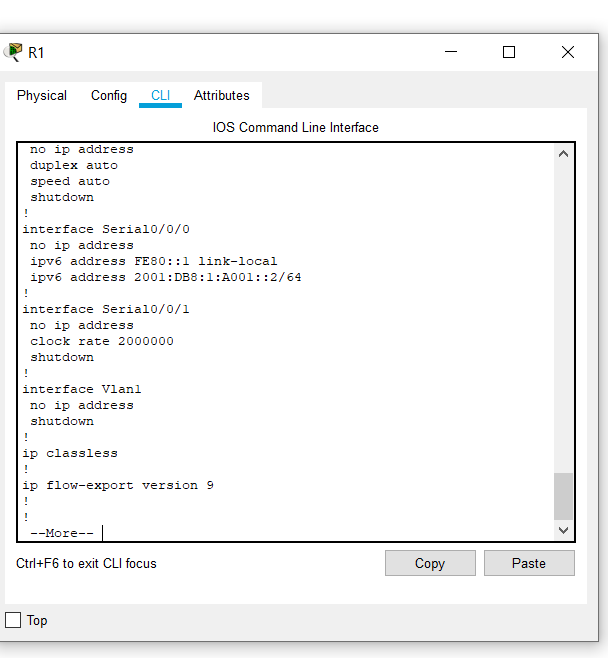 R1
Physical Config CLI Attributes
IOS Command Line Interface
no ip address
duplex auto
speed auto
shutdown
!
interface Serial0/0/0
no ip address
ipv6 address FE80::1 link-local
ipv6 address 2001:DB8:1:A001::2/64
!
interface Serial0/0/1
no ip address
clock rate 2000000
shutdown
!
interface Vlan1
no ip address
shutdown
!
ip classless
!
ip flow-export version 9
!
!
--More--
Ctrl+F6 to exit CLI focus
Copy Paste
Top